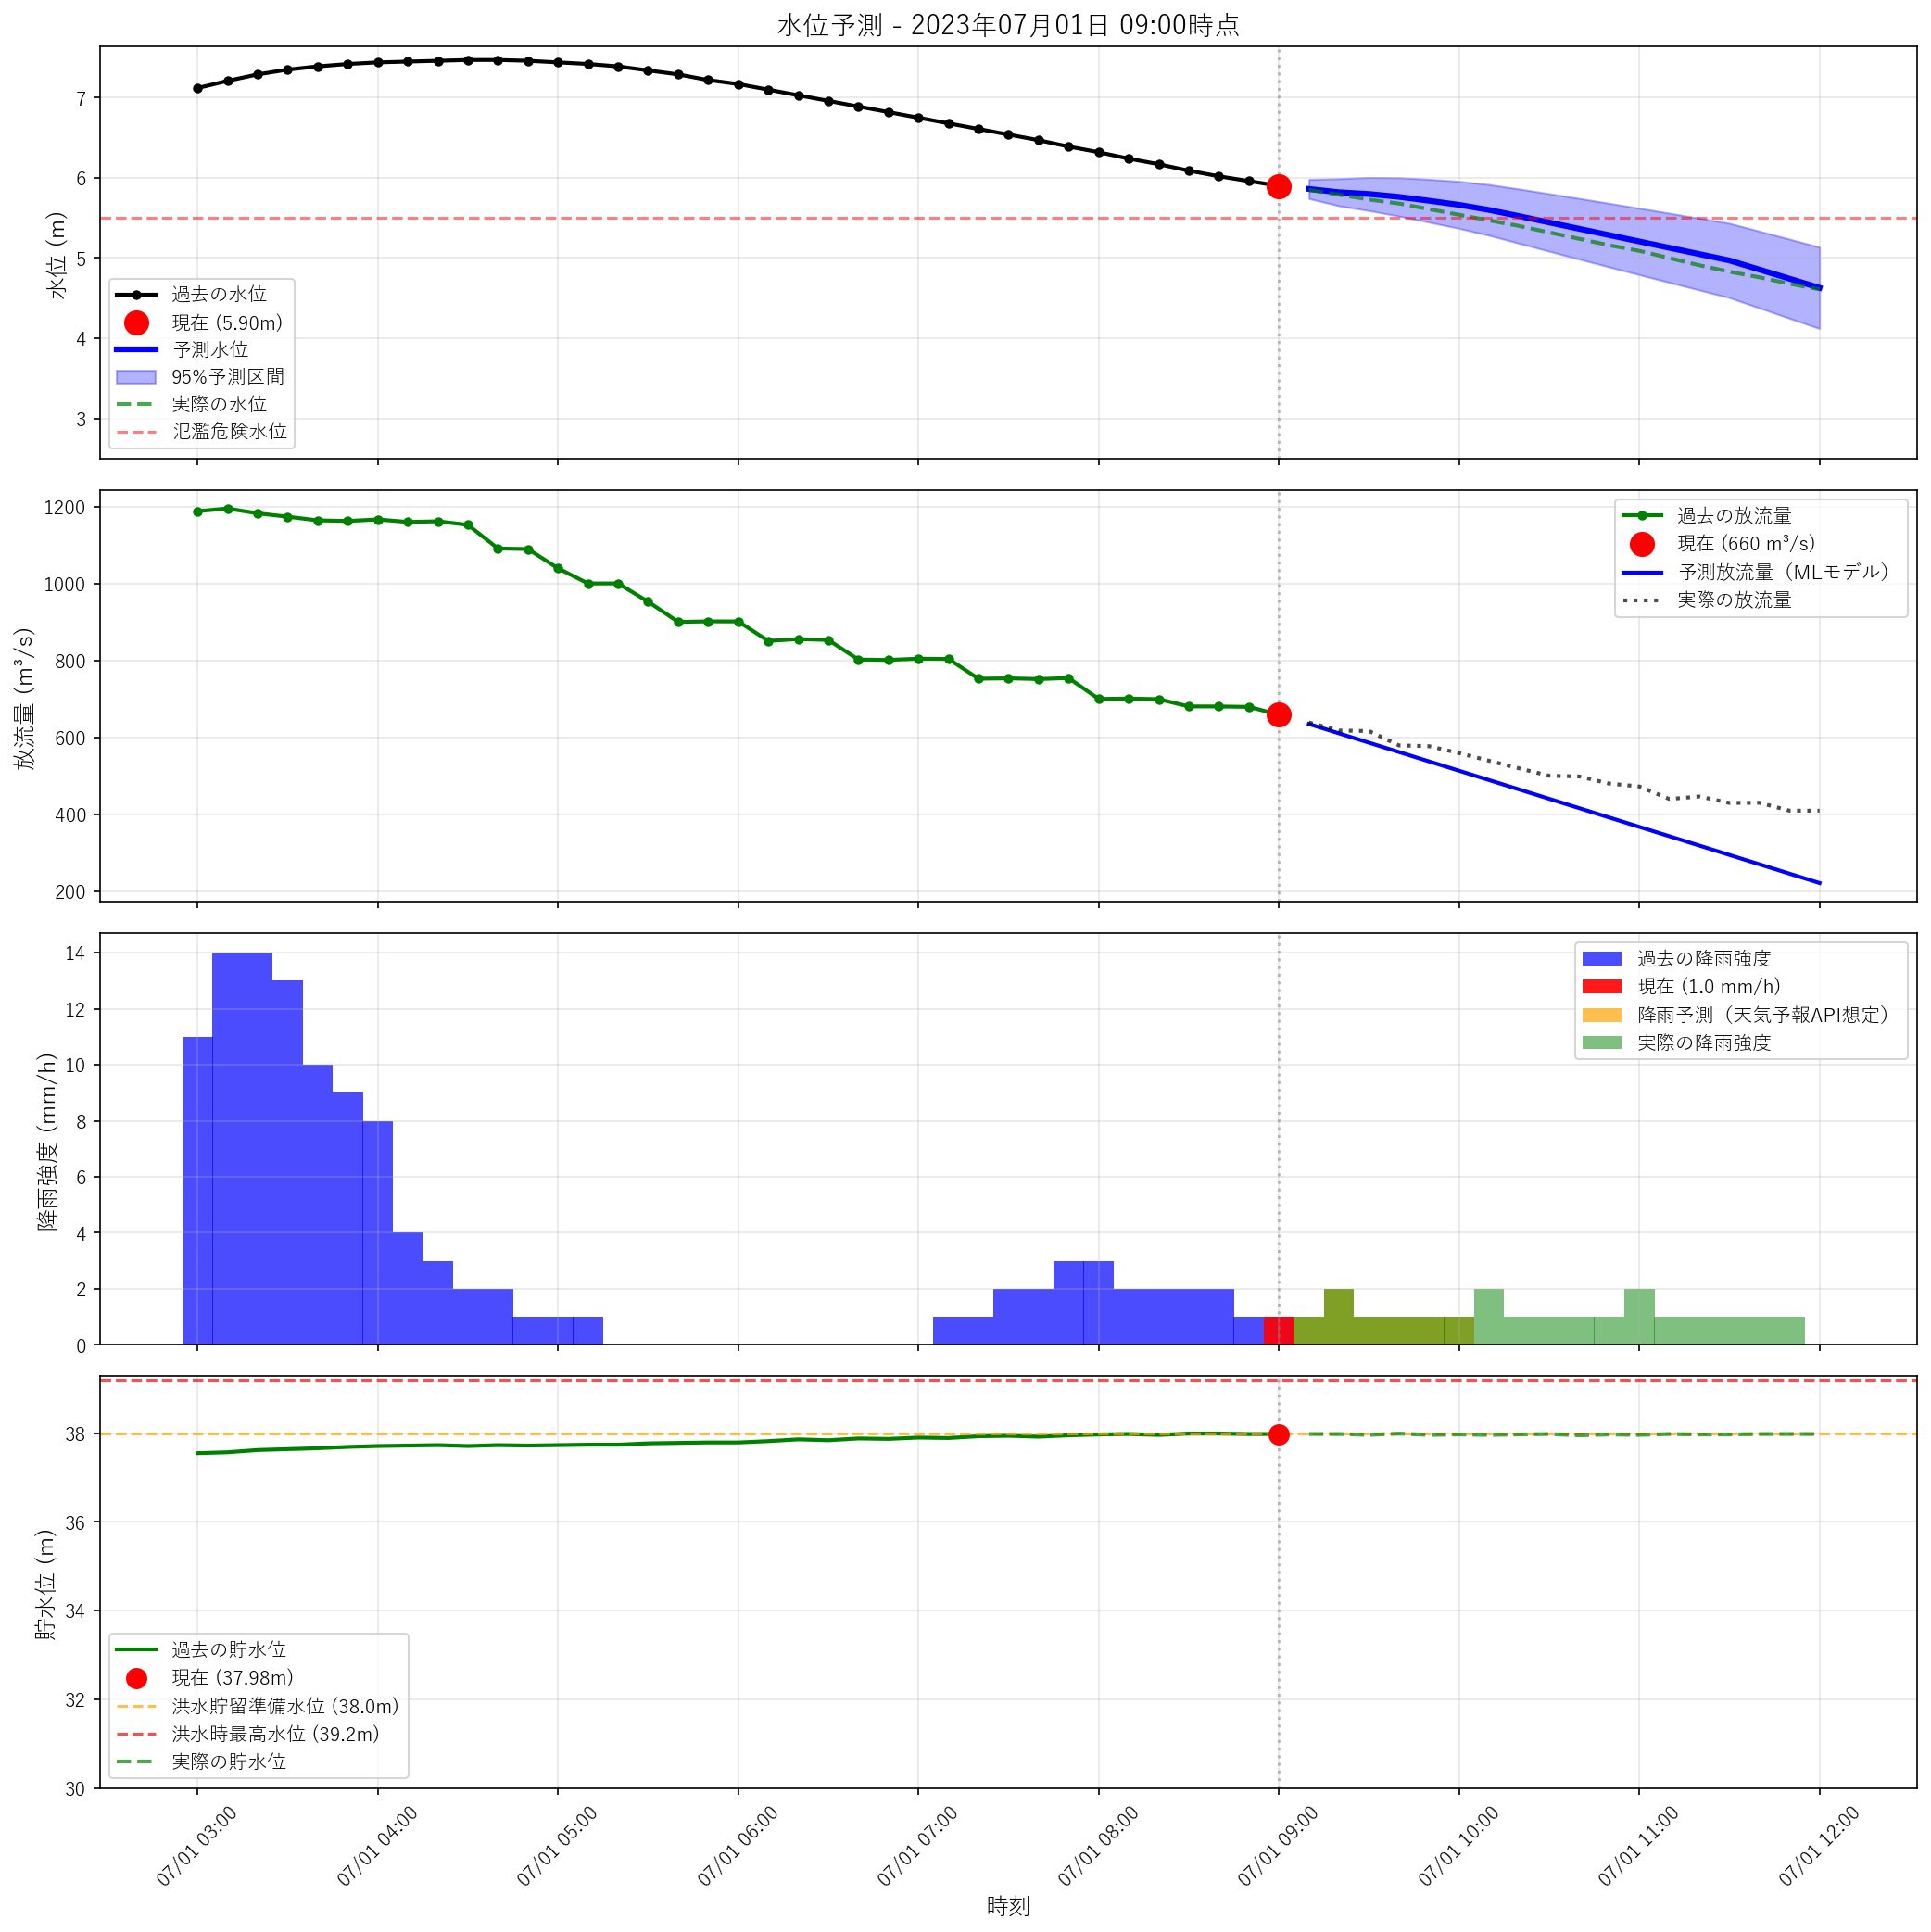 水位予測 - 2023年07月01日 09:00時点
水位 (m)
7
6
5
4
3
過去の水位
現在 (5.90m)
予測水位
95%予測区間
実際の水位
氾濫危険水位
放流量 (m³/s)
1200
1000
800
600
400
200
過去の放流量
現在 (660 m³/s)
予測放流量（MLモデル）
実際の放流量
降雨強度 (mm/h)
14
12
10
8
6
4
2
0
過去の降雨強度
現在 (1.0 mm/h)
降雨予測（天気予報API想定）
実際の降雨強度
貯水位 (m)
38
36
34
32
30
過去の貯水位
現在 (37.98m)
洪水貯留準備水位 (38.0m)
洪水時最高水位 (39.2m)
実際の貯水位
07/01 03:00
07/01 04:00
07/01 05:00
07/01 06:00
07/01 07:00
07/01 08:00
07/01 09:00
07/01 10:00
07/01 11:00
07/01 12:00
時刻